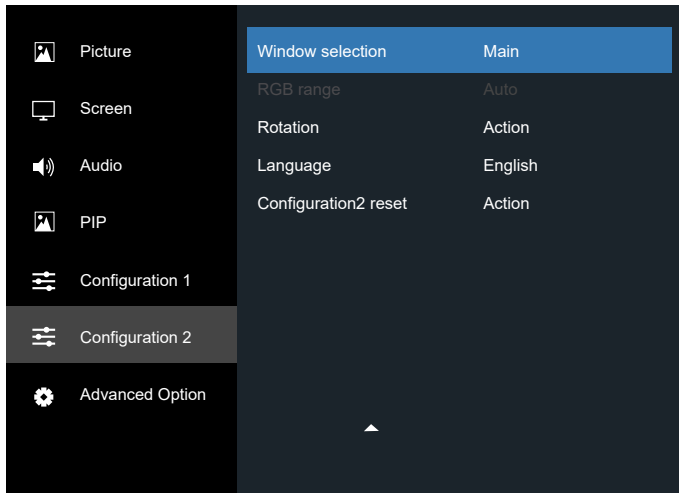 Picture
Screen
Audio
PIP
Configuration 1
Configuration 2
Advanced Option
Window selection Main
RGB range Auto
Rotation Action
Language English
Configuration2 reset Action